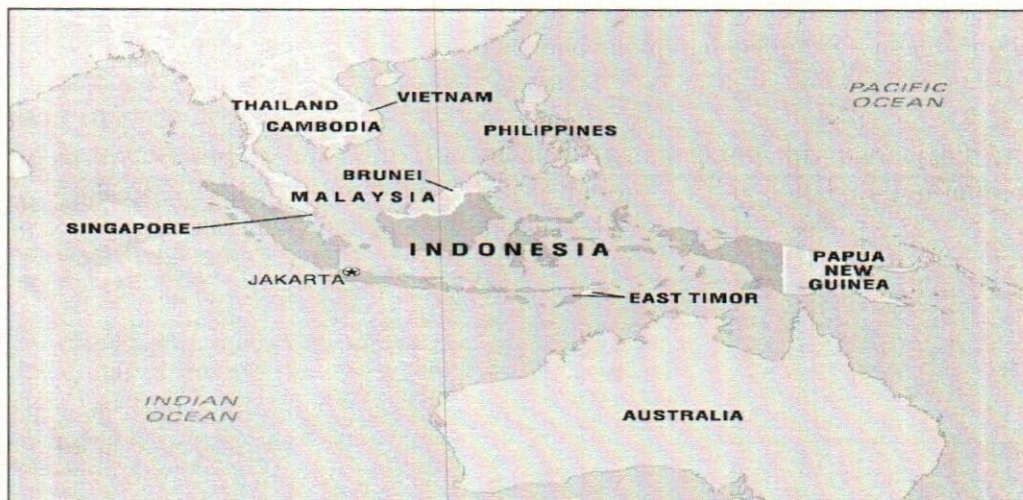 PACIFIC
OCEAN
THAILAND
VIETNAM
CAMBODIA
PHILIPPINES
BRUNEI
MALAYSIA
SINGAPORE
INDONESIA
JAKARTA
PAPUA
NEW
GUINEA
EAST TIMOR
INDIAN
OCEAN
AUSTRALIA